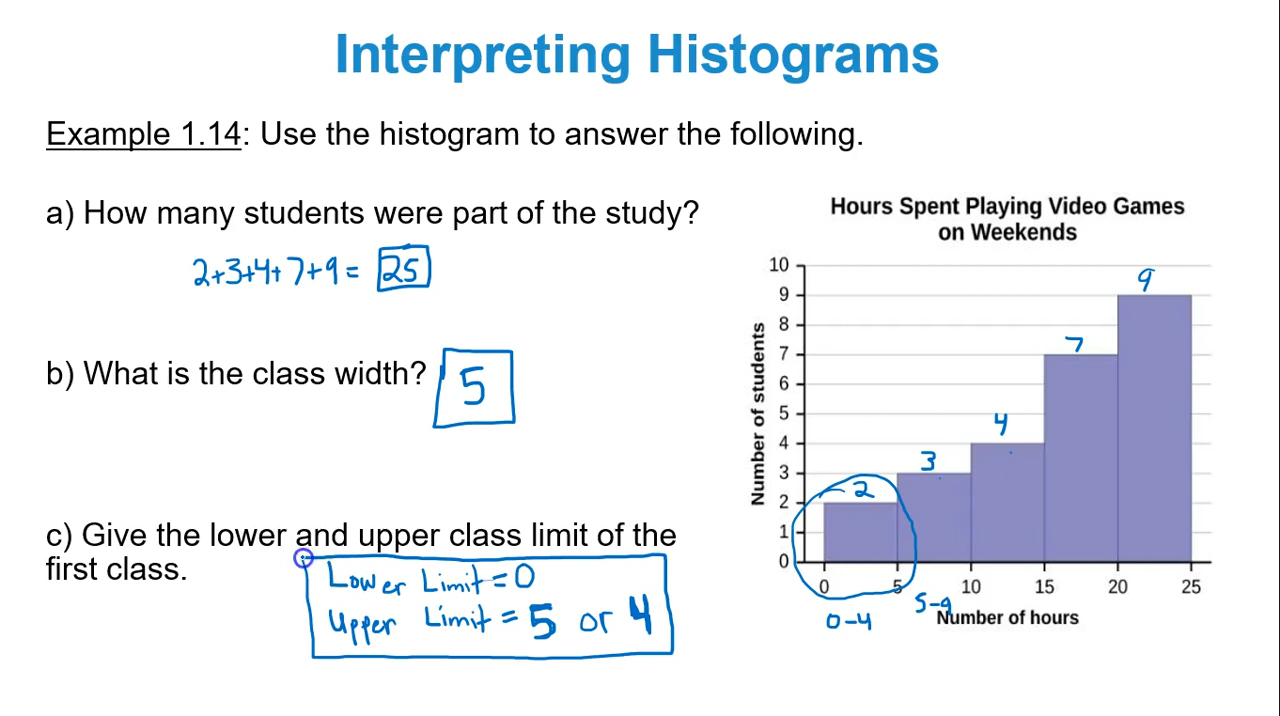 Interpreting Histograms
Example 1.14: Use the histogram to answer the following.
a) How many students were part of the study?
2+3+4+7+9= 25
b) What is the class width? 5
c) Give the lower and upper class limit of the
first class.
Lower Limit = 0
Upper Limit = 5 or 4
Hours Spent Playing Video Games
on Weekends
Number of students
10
9
8
7
6
5
4
3
2
1
0
2
3
4
7
9
0 5 10 15 20 25
0-4 5-9
Number of hours